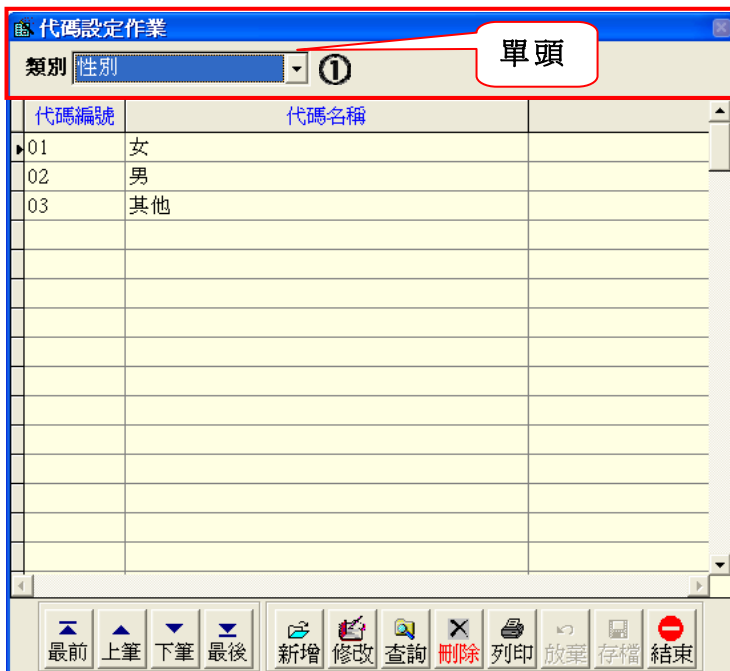 代碼設定作業
類別 性別 ① 單頭
代碼編號 代碼名稱
01 女
02 男
03 其他
最前 上筆 下筆 最後 新增 修改 查詢 刪除 列印 放棄 存檔 結束